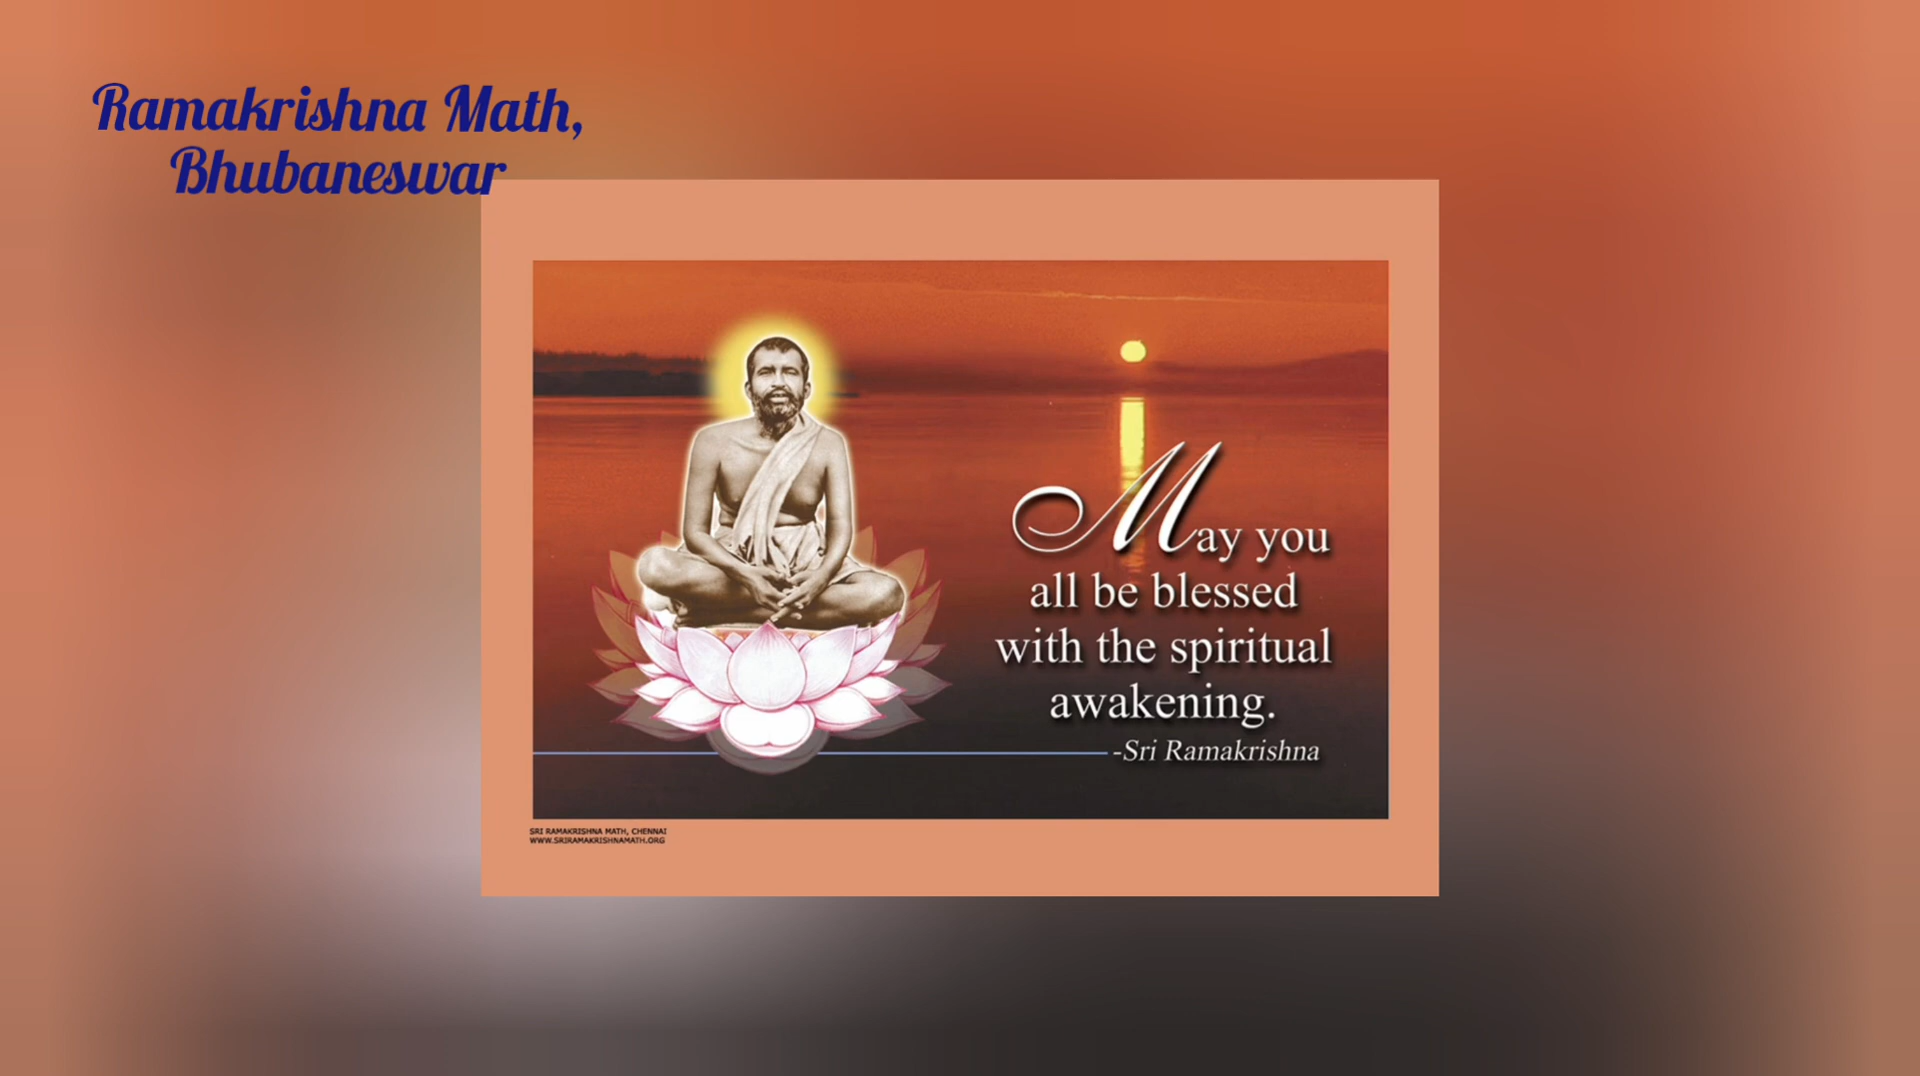 Ramakrishna Math,
Bhubaneswar
May you
all be blessed
with the spiritual
awakening.
-Sri Ramakrishna
SRI RAMAKRISHNA MATH, CHENNAI
WWW.SRIRAMAKRISHNAMATH.ORG